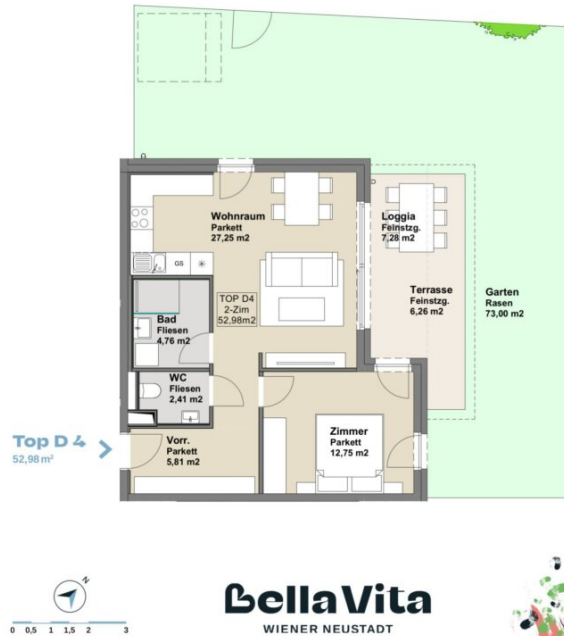 Wohnraum
Parkett
27,25 m2
Loggia
Feinstzg.
7,28 m2
GS
TOP D4
2-Zim
52,98m2
Terrasse
Feinstzg.
6,26 m2
Garten
Rasen
73,00 m2
Bad
Fliesen
4,76 m2
WC
Fliesen
2,41 m2
Zimmer
Parkett
12,75 m2
Vorr.
Parkett
5,81 m2
Top D 4
52,98 m²
N
0 0,5 1 1,5 2 3
BellaVita
WIENER NEUSTADT